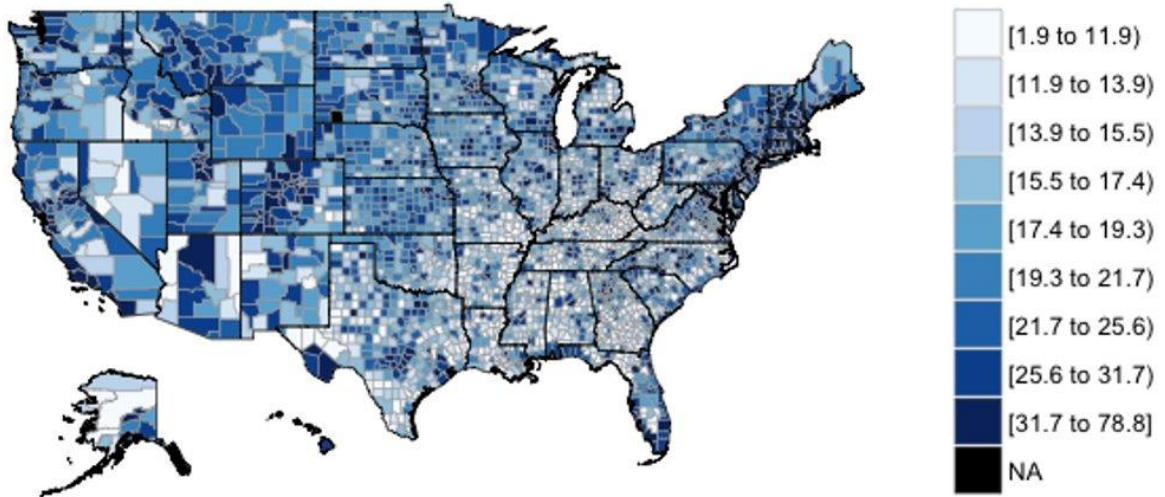 [1.9 to 11.9)
[11.9 to 13.9)
[13.9 to 15.5)
[15.5 to 17.4)
[17.4 to 19.3)
[19.3 to 21.7)
[21.7 to 25.6)
[25.6 to 31.7)
[31.7 to 78.8]
NA